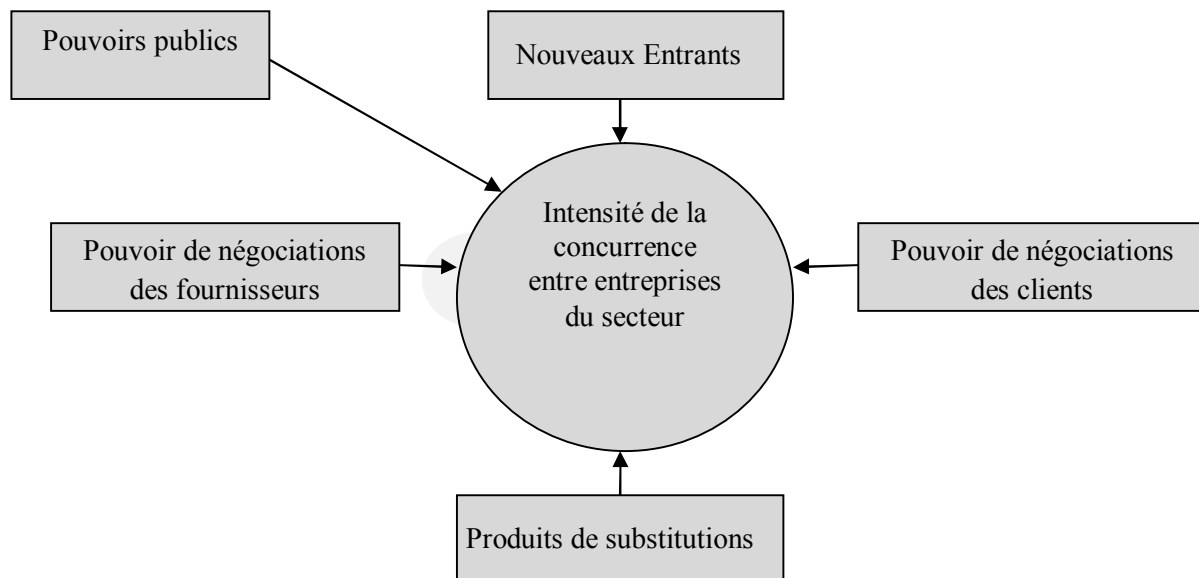 Pouvoirs publics
Nouveaux Entrants
Intensité de la
concurrence
entre entreprises
du secteur
Pouvoir de négociations
des fournisseurs
Pouvoir de négociations
des clients
Produits de substitutions